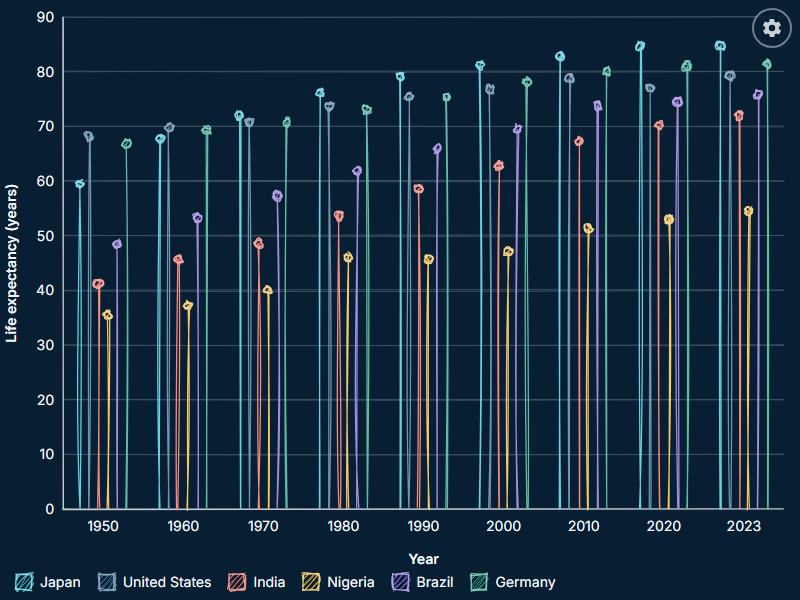 90
80
70
60
50
40
30
20
10
0
Life expectancy (years)
1950 1960 1970 1980 1990 2000 2010 2020 2023
Year
Japan United States India Nigeria Brazil Germany